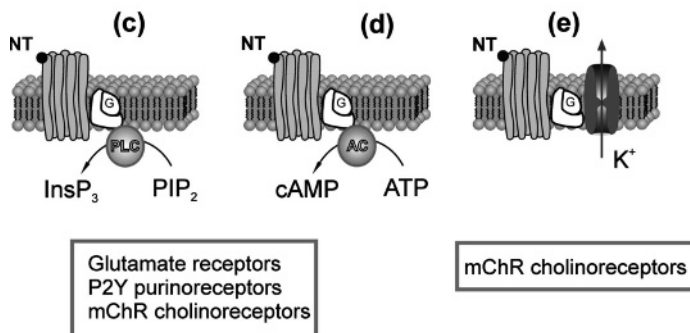 (c)
(d)
(e)
NT
NT
NT
G
G
G
PLC
AC
K⁺
InsP₃
PIP₂
cAMP
ATP
Glutamate receptors
P2Y purinoreceptors
mChR cholinoreceptors
mChR cholinoreceptors